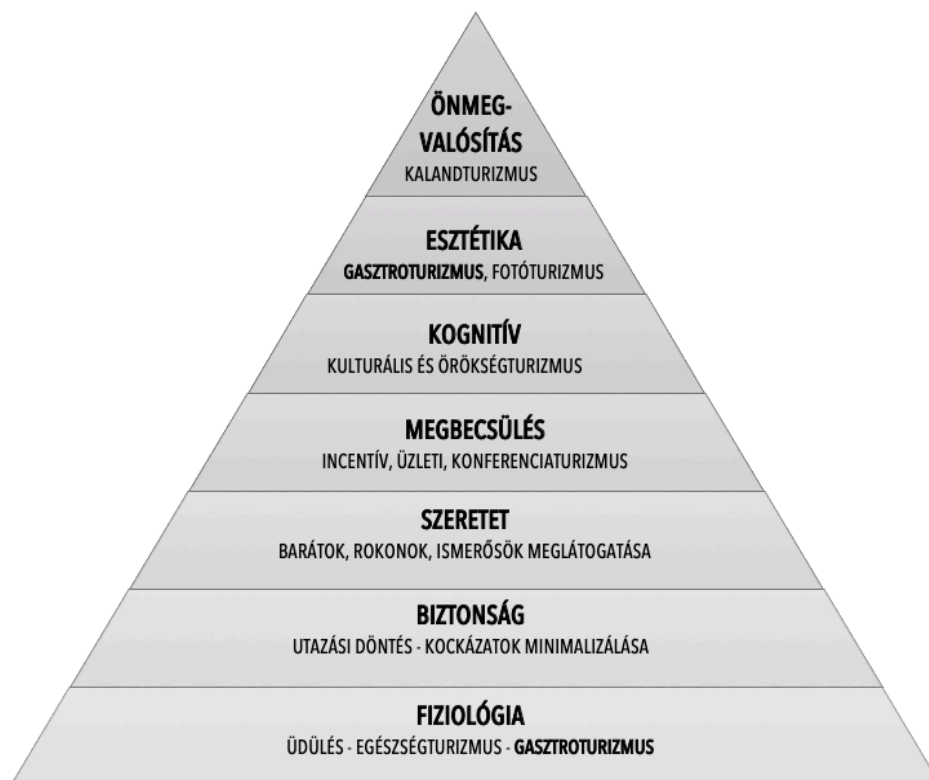 ÖNMEG-
VALÓSÍTÁS
KALANDTURIZMUS
ESZTÉTIKA
GASZTROTURIZMUS, FOTÓTURIZMUS
KOGNITÍV
KULTURÁLIS ÉS ÖRÖKSÉGTURIZMUS
MEGBECSÜLÉS
INCENTÍV, ÜZLETI, KONFERENCIATURIZMUS
SZERETET
BARÁTOK, ROKONOK, ISMERŐSÖK MEGLÁTOGATÁSA
BIZTONSÁG
UTAZÁSI DÖNTÉS - KOCKÁZATOK MINIMALIZÁLÁSA
FIZIOLÓGIA
ÜDÜLÉS - EGÉSZSÉGTURIZMUS - GASZTROTURIZMUS